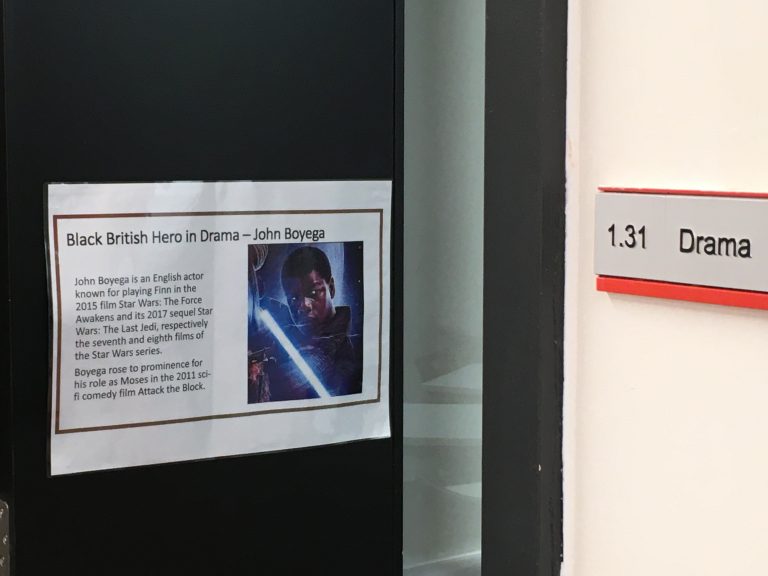 Black British Hero in Drama – John Boyega
John Boyega is an English actor
known for playing Finn in the
2015 film Star Wars: The Force
Awakens and its 2017 sequel Star
Wars: The Last Jedi, respectively
the seventh and eighth films of
the Star Wars series.
Boyega rose to prominence for
his role as Moses in the 2011 sci-
fi comedy film Attack the Block.
1.31 Drama